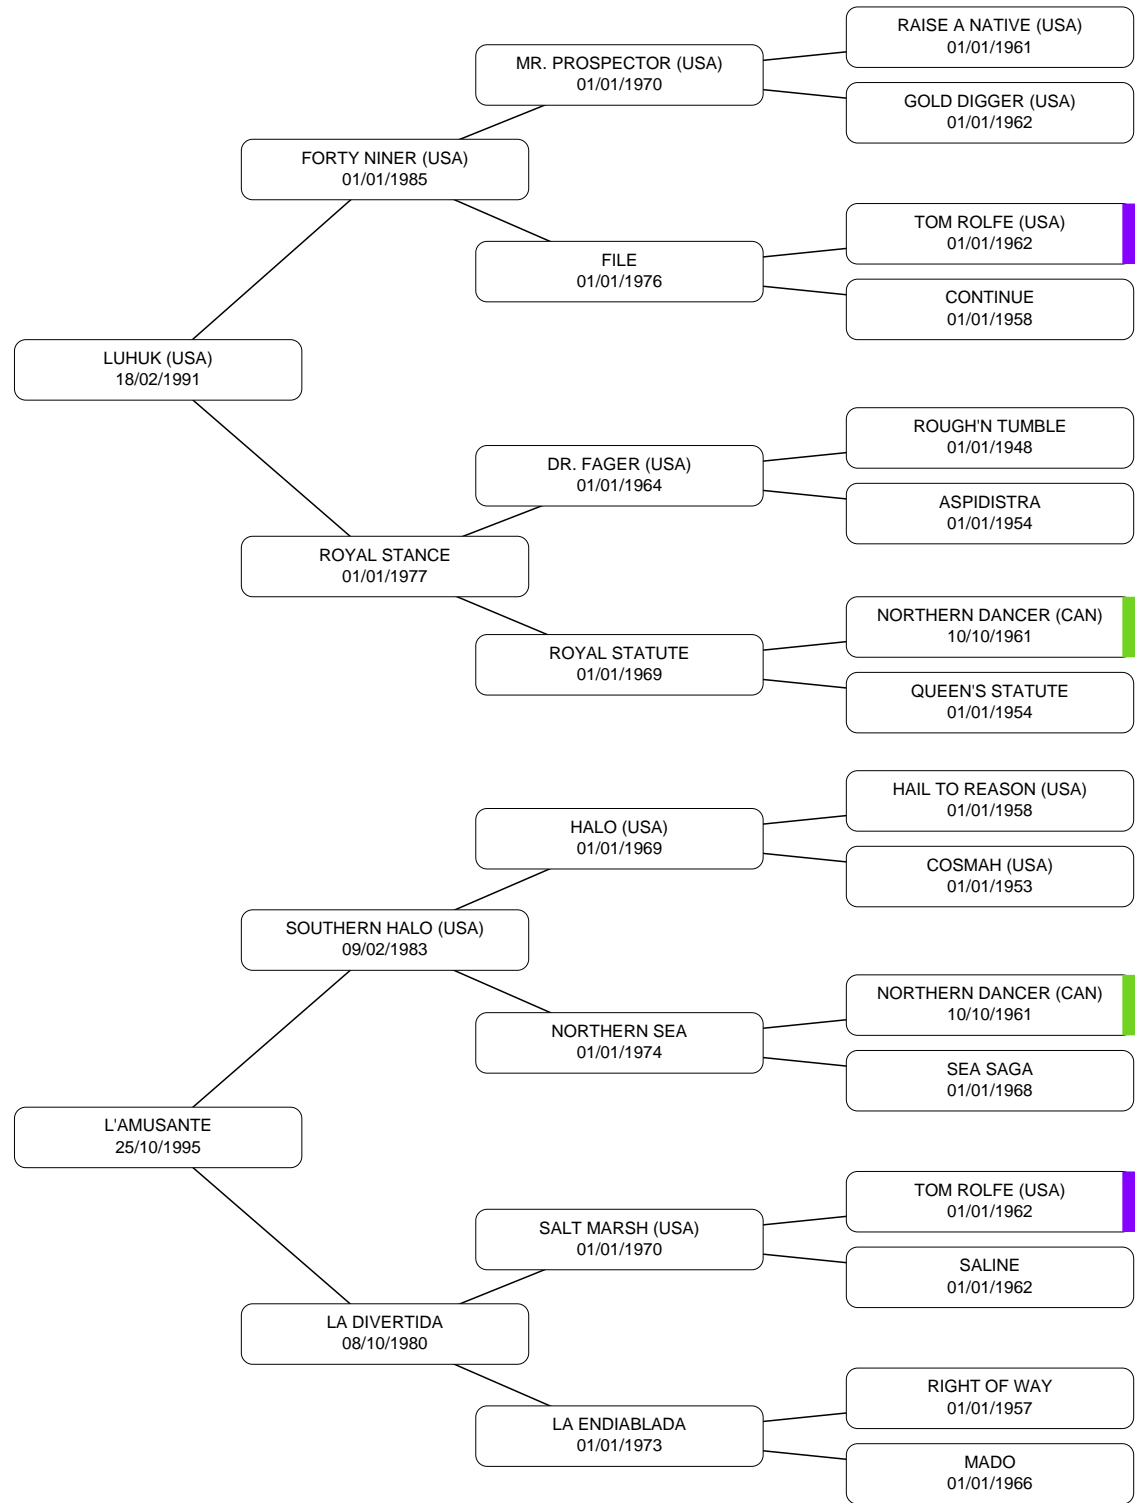 RAISE A NATIVE (USA)
01/01/1961
MR. PROSPECTOR (USA)
01/01/1970
GOLD DIGGER (USA)
01/01/1962
FORTY NINER (USA)
01/01/1985
TOM ROLFE (USA)
01/01/1962
FILE
01/01/1976
CONTINUE
01/01/1958
LUHUK (USA)
18/02/1991
ROUGH'N TUMBLE
01/01/1948
DR. FAGER (USA)
01/01/1964
ASPIDISTRA
01/01/1954
ROYAL STANCE
01/01/1977
NORTHERN DANCER (CAN)
10/10/1961
ROYAL STATUTE
01/01/1969
QUEEN'S STATUTE
01/01/1954
HAIL TO REASON (USA)
01/01/1958
HALO (USA)
01/01/1969
COSMAH (USA)
01/01/1953
SOUTHERN HALO (USA)
09/02/1983
NORTHERN DANCER (CAN)
10/10/1961
NORTHERN SEA
01/01/1974
SEA SAGA
01/01/1968
L'AMUSANTE
25/10/1995
TOM ROLFE (USA)
01/01/1962
SALT MARSH (USA)
01/01/1970
SALINE
01/01/1962
LA DIVERTIDA
08/10/1980
RIGHT OF WAY
01/01/1957
LA ENDIABLADA
01/01/1973
MADO
01/01/1966